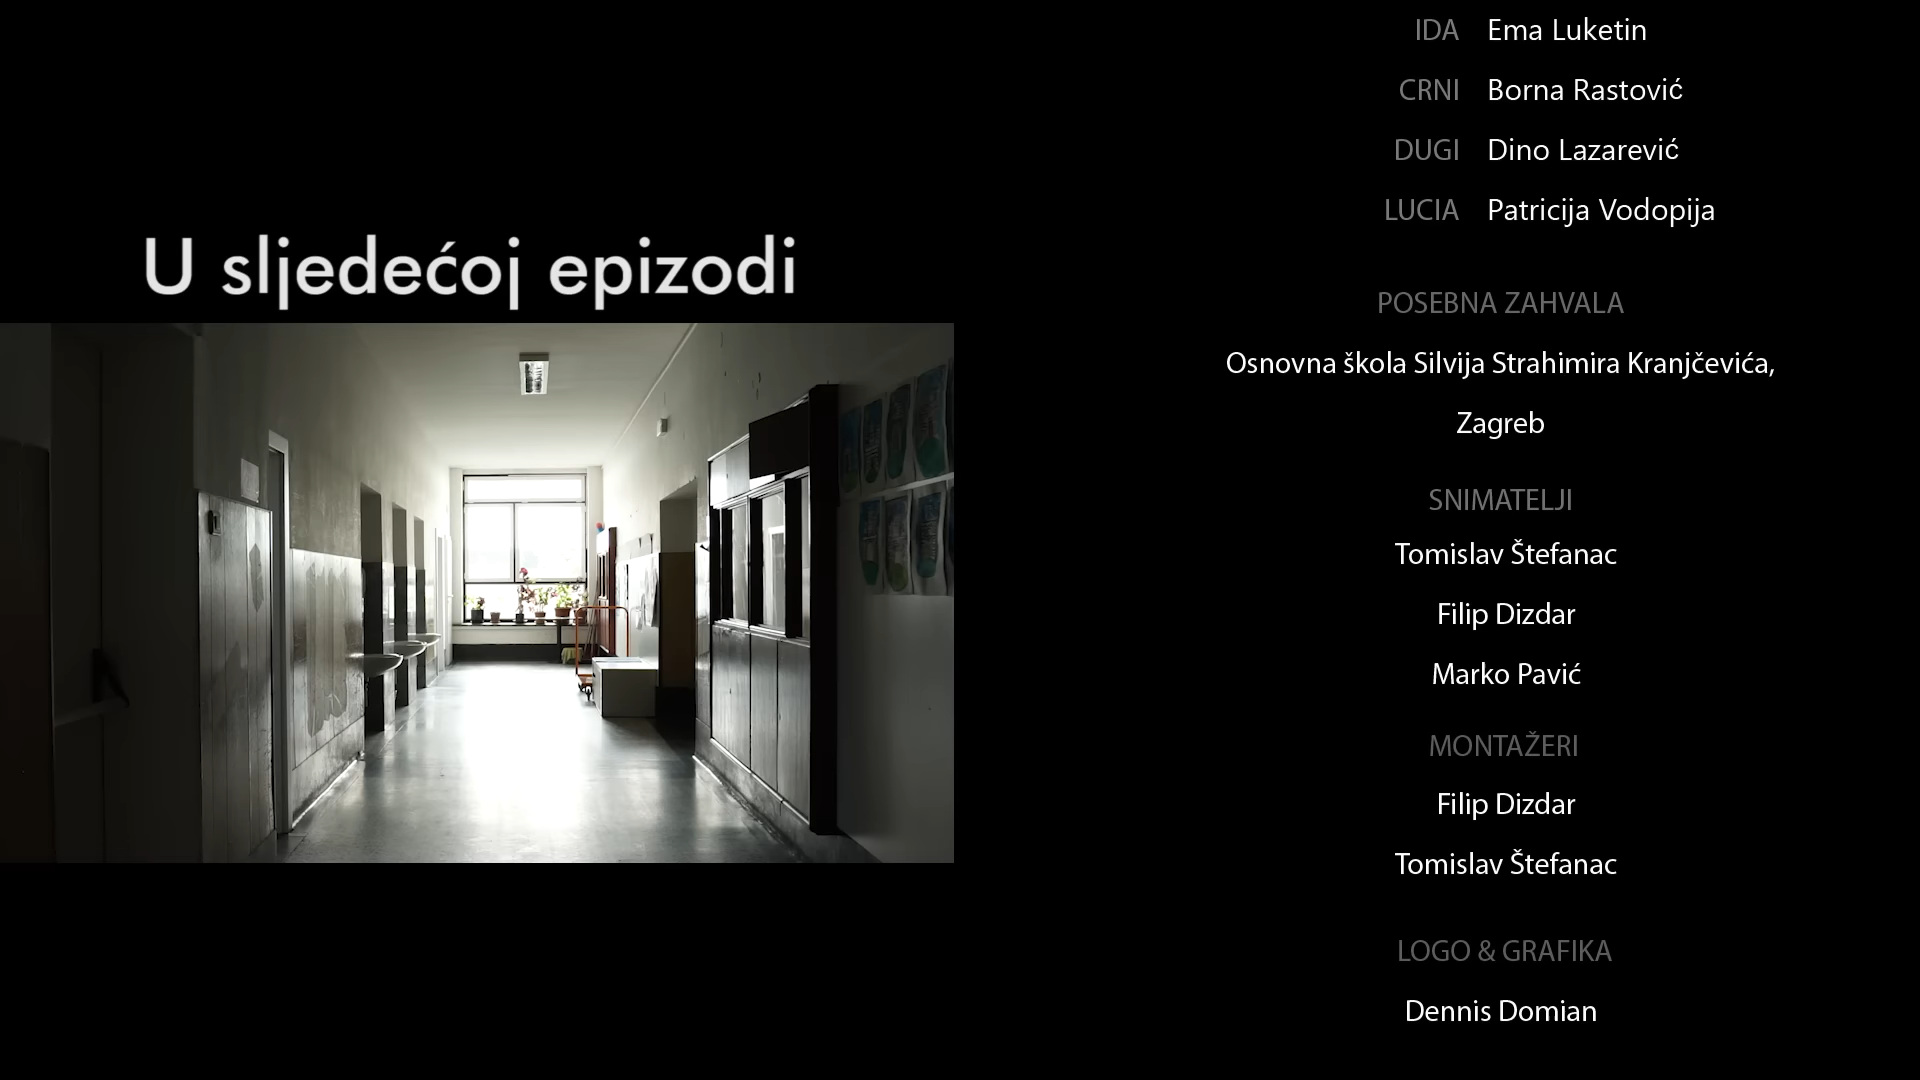 U sljedećoj epizodi
IDA Ema Luketin
CRNI Borna Rastović
DUGI Dino Lazarević
LUCIA Patricija Vodopija
POSEBNA ZAHVALA
Osnovna škola Silvija Strahimira Kranjčevića,
Zagreb
SNIMATELJI
Tomislav Štefanac
Filip Dizdar
Marko Pavić
MONTAŽERI
Filip Dizdar
Tomislav Štefanac
LOGO & GRAFIKA
Dennis Domian